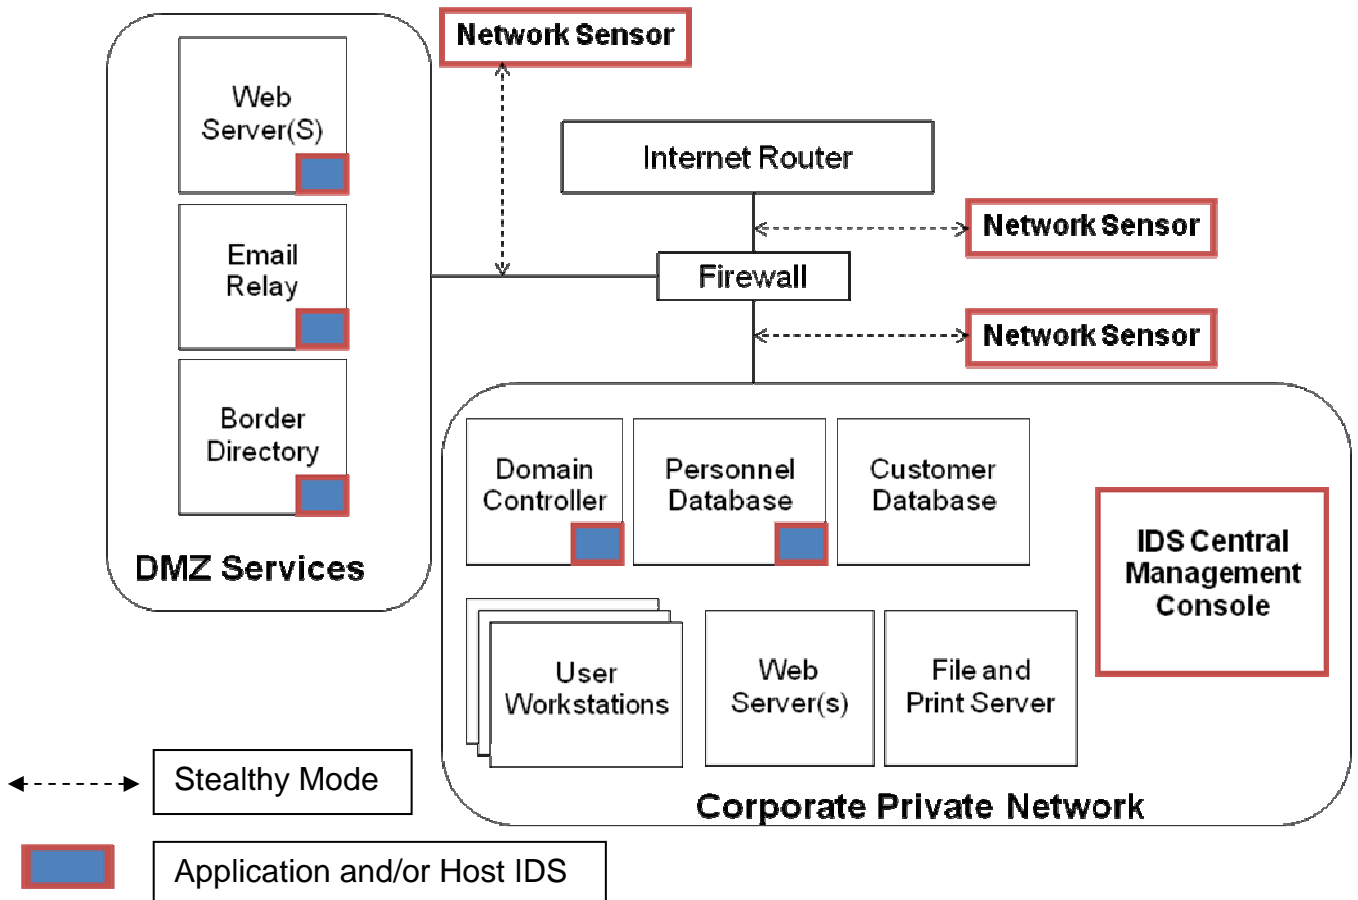 Network Sensor
Web
Server(S)
Internet Router
Network Sensor
Email
Relay
Firewall
Network Sensor
Border
Directory
DMZ Services
Domain
Controller
Personnel
Database
Customer
Database
IDS Central
Management
Console
User
Workstations
Web
Server(s)
File and
Print Server
Corporate Private Network
Stealthy Mode
Application and/or Host IDS